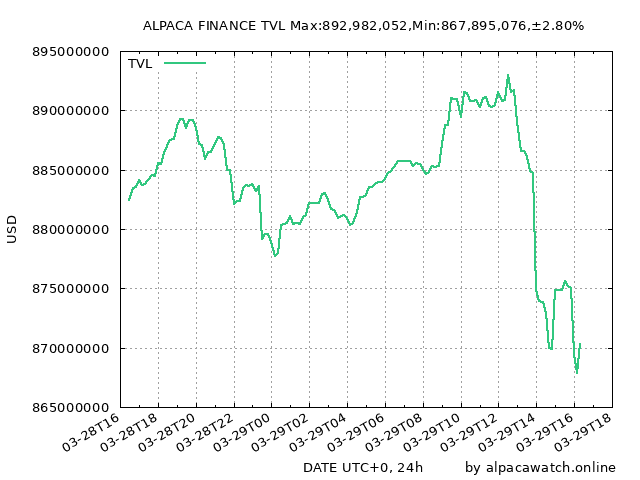 ALPACA FINANCE TVL Max:892,982,052,Min:867,895,076,±2.80%
895000000
TVL
890000000
885000000
880000000
875000000
870000000
865000000
USD
03-28T16
03-28T18
03-28T20
03-28T22
03-29T00
03-29T02
03-29T04
03-29T06
03-29T08
03-29T10
03-29T12
03-29T14
03-29T16
03-29T18
DATE UTC+0, 24h
by alpacawatch.online